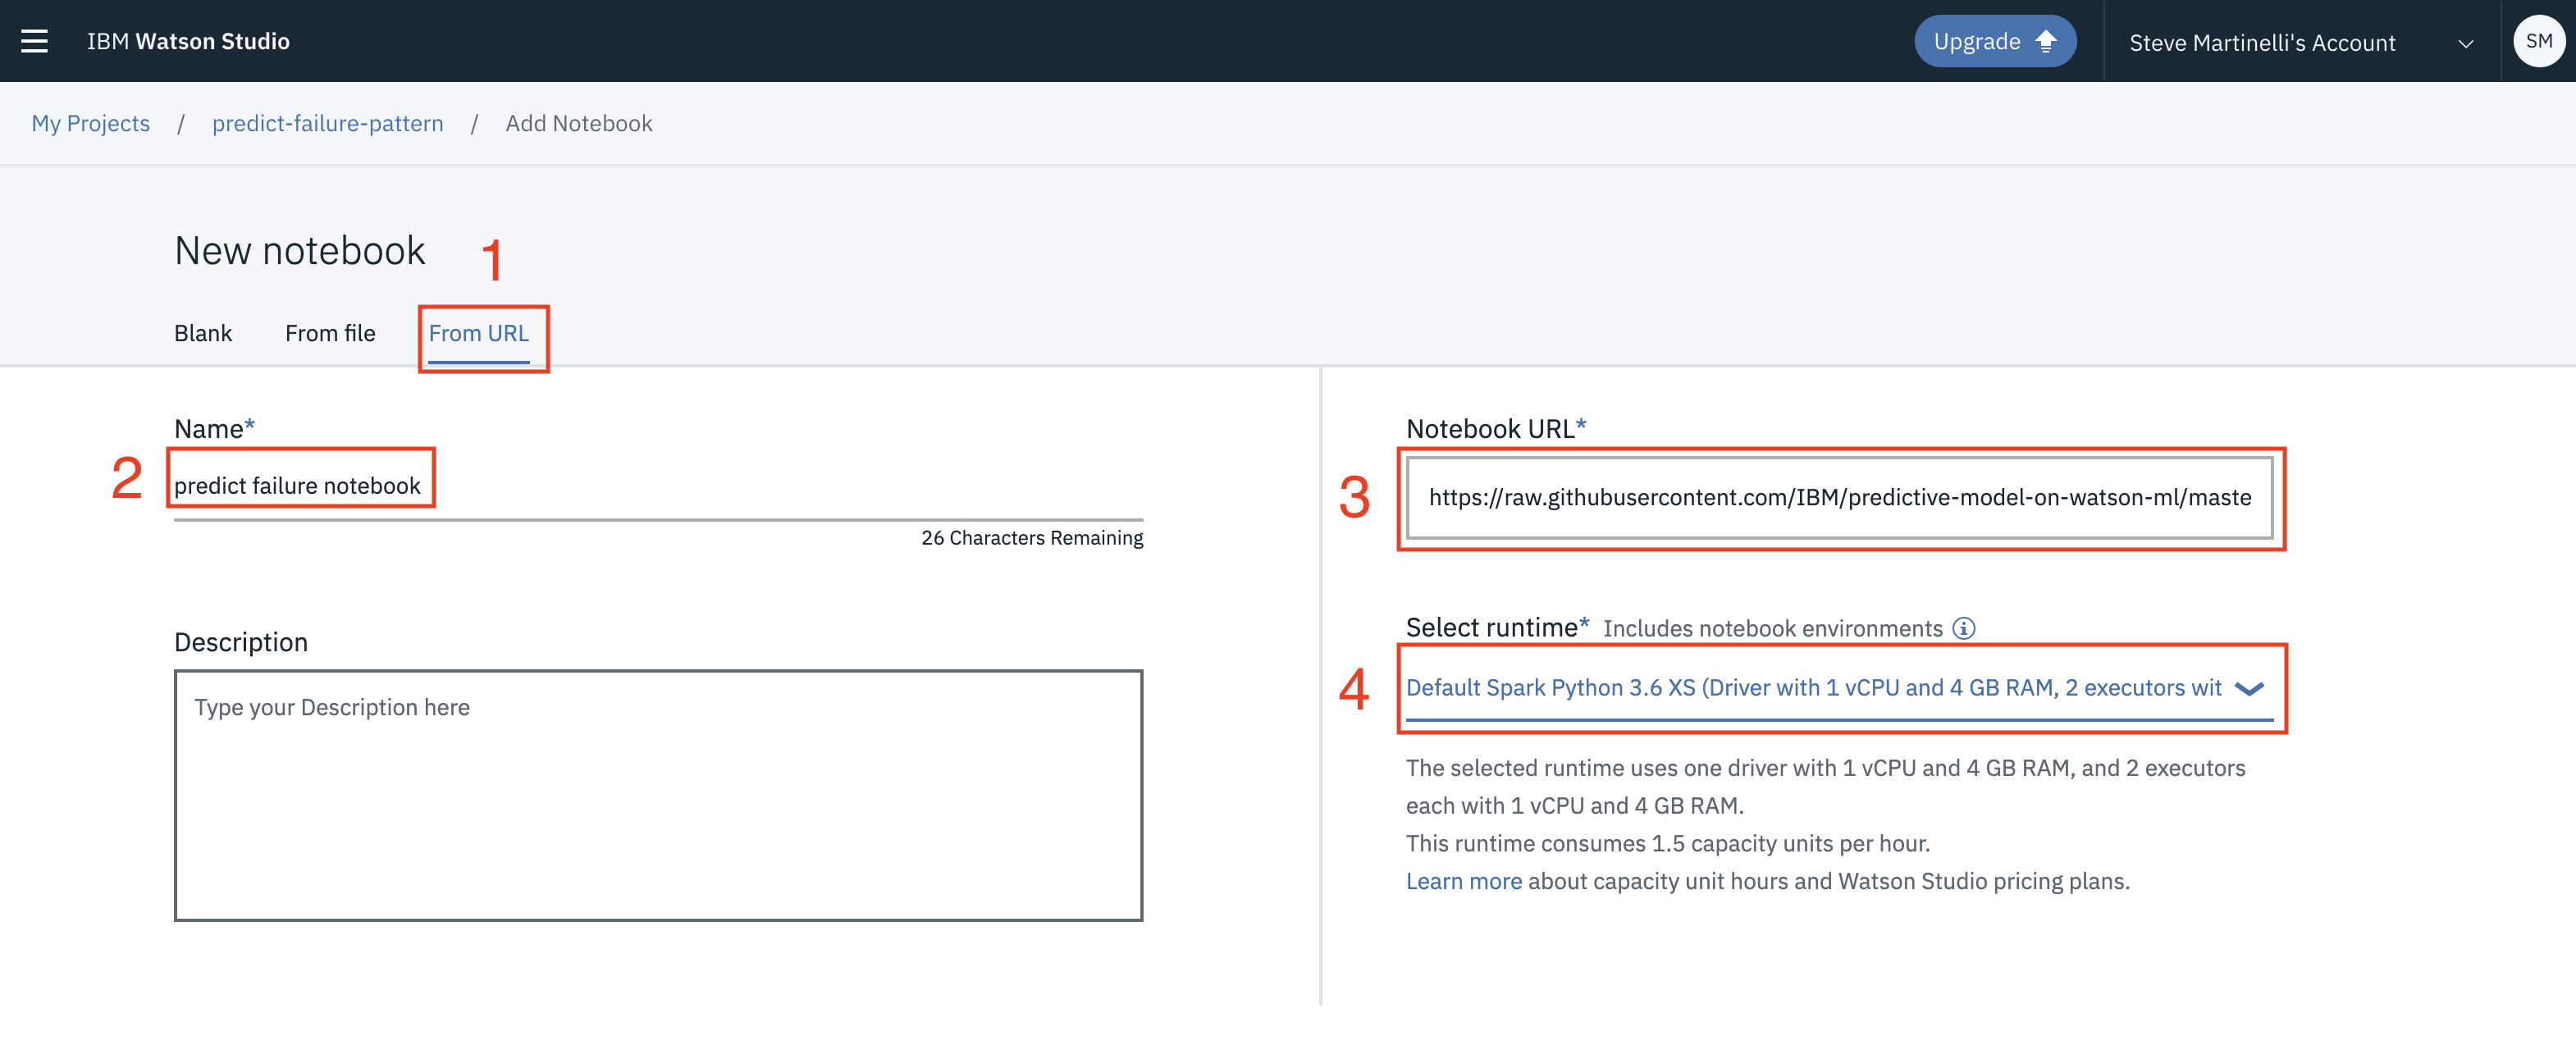 IBM Watson Studio
Upgrade
Steve Martinelli's Account
SM
My Projects / predict-failure-pattern / Add Notebook
New notebook
1
Blank
From file
From URL
Name*
2
predict failure notebook
26 Characters Remaining
Description
Type your Description here
Notebook URL*
3
https://raw.githubusercontent.com/IBM/predictive-model-on-watson-ml/maste
Select runtime* Includes notebook environments
4
Default Spark Python 3.6 XS (Driver with 1 vCPU and 4 GB RAM, 2 executors wit
The selected runtime uses one driver with 1 vCPU and 4 GB RAM, and 2 executors
each with 1 vCPU and 4 GB RAM.
This runtime consumes 1.5 capacity units per hour.
Learn more about capacity unit hours and Watson Studio pricing plans.